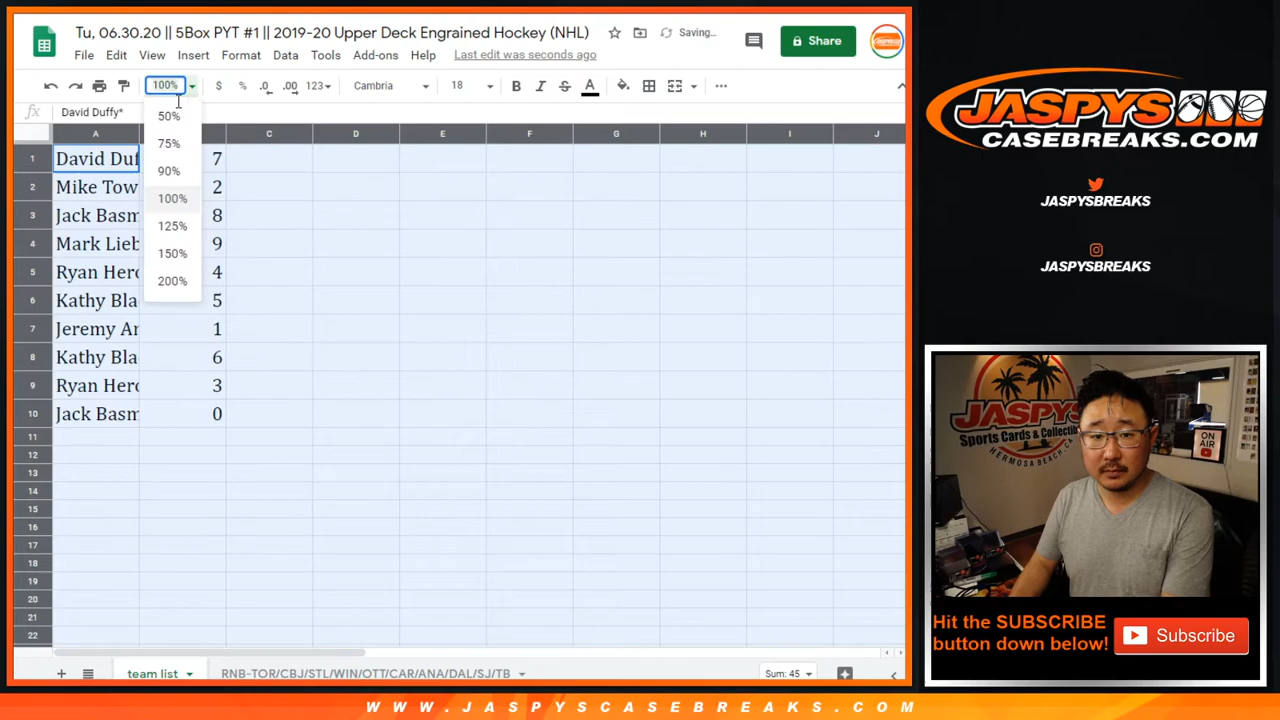 Tu, 06.30.20 || 5Box PYT #1 || 2019-20 Upper Deck Engrained Hockey (NHL)
Saving...
File Edit View Insert Format Data Tools Add-ons Help Last edit was seconds ago
Share
100% $ % .0 .00 123 Cambria 18 B I S A ...
fx David Duffy*
50%
75%
90%
100%
125%
150%
200%
A C D E F G H I J
1 David Duf 7
2 Mike Tow 2
3 Jack Basm 8
4 Mark Lieb 9
5 Ryan Herc 4
6 Kathy Bla 5
7 Jeremy Ar 1
8 Kathy Bla 6
9 Ryan Herc 3
10 Jack Basm 0
11
12
13
14
15
16
17
18
19
20
21
22
+ team list RNB-TOR/CBJ/STL/WIN/OTT/CAR/ANA/DAL/SJ/TB Sum: 45
JASPYS
CASEBREAKS.COM
JASPYSBREAKS
JASPYSBREAKS
JASPYS
Sports Cards & Collectib
HERMOSA BEACH, CA
ON
AIR
Hit the SUBSCRIBE
button down below!
Subscribe
WWW.JASPYSCASEBREAKS.COM